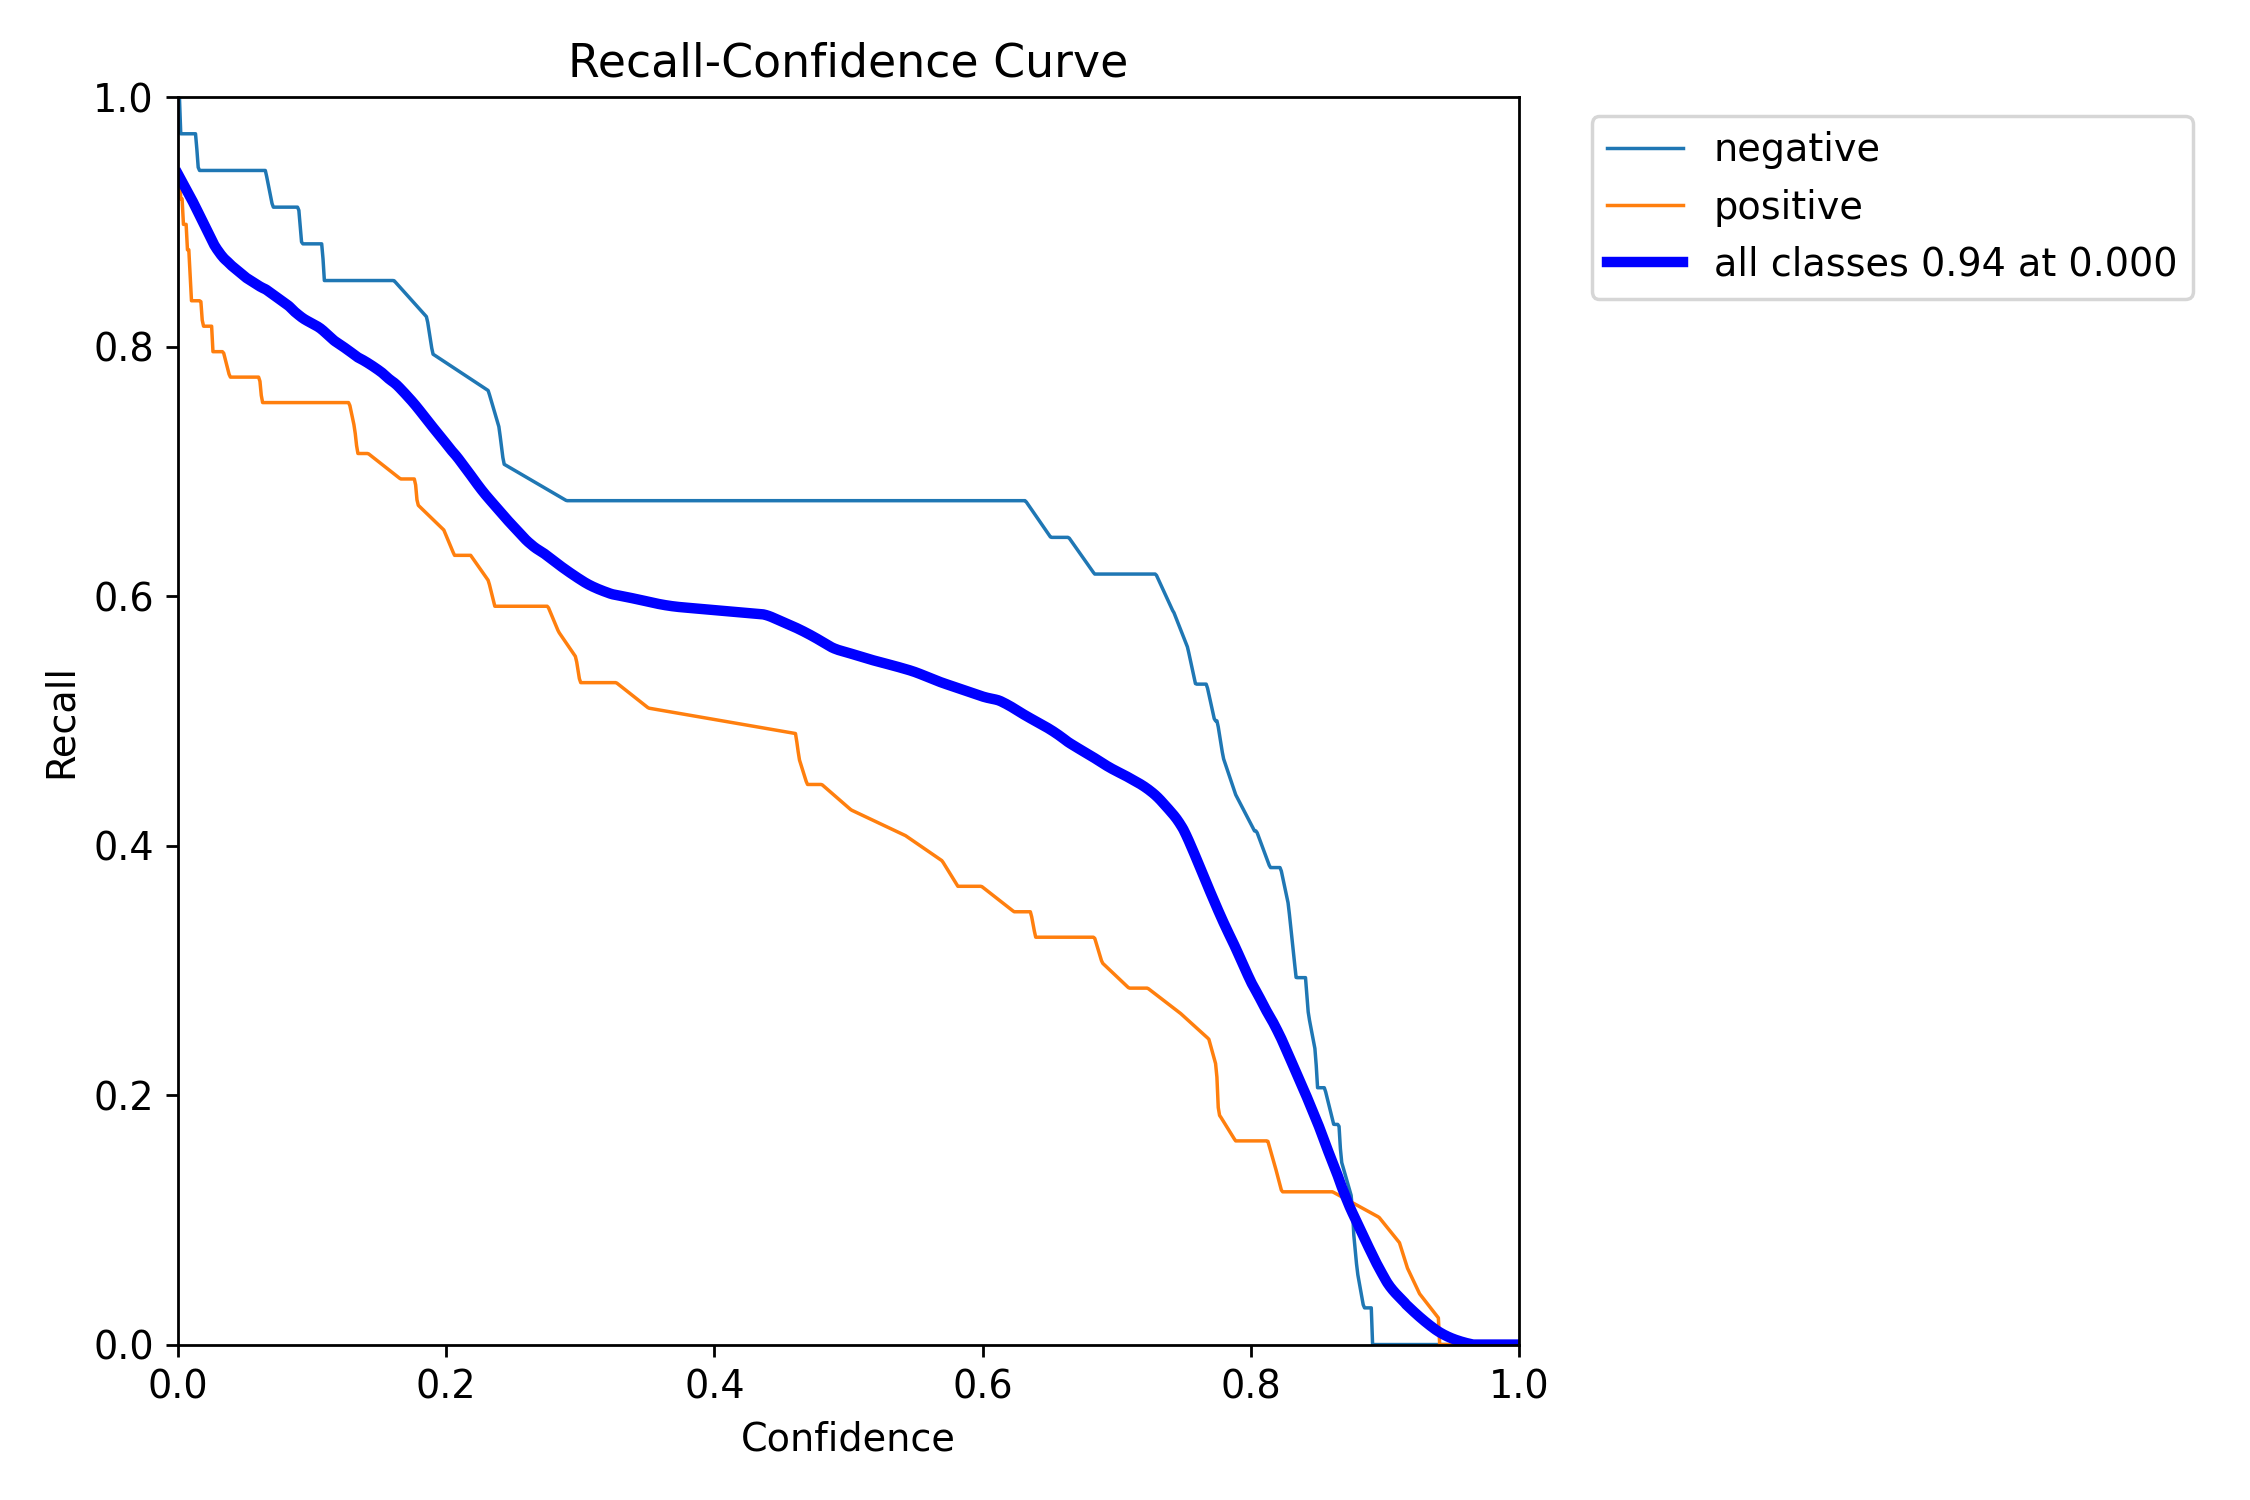 Recall-Confidence Curve
1.0
0.8
0.6
0.4
0.2
0.0
Recall
0.0 0.2 0.4 0.6 0.8 1.0
Confidence
negative
positive
all classes 0.94 at 0.000